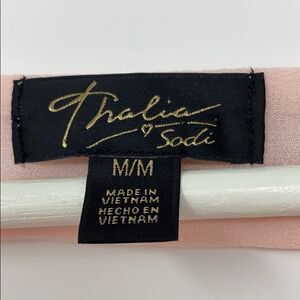 Thalia
Sodi
M/M
MADE IN
VIETNAM
HECHO EN
VIETNAM